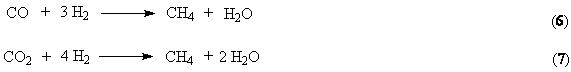 CO + 3 H₂ ⟶ CH₄ + H₂O (6)
CO₂ + 4 H₂ ⟶ CH₄ + 2 H₂O (7)